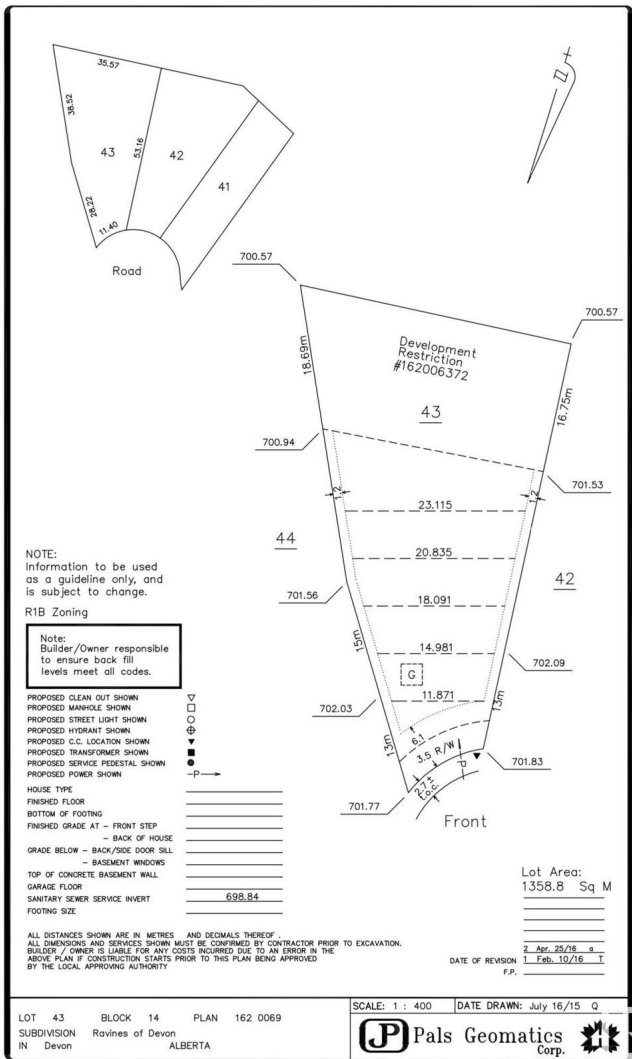 35.57
38.52
53.16
43
42
41
28.22
11.40
Road
700.57
700.57
Development
Restriction
#162006372
18.69m
16.75m
43
700.94
701.53
1.2
1.2
23.115
44
20.835
42
NOTE:
Information to be used
as a guideline only, and
is subject to change.
701.56
18.091
R1B Zoning
15m
14.981
702.09
Note:
Builder/Owner responsible
to ensure back fill
levels meet all codes.
G
11.871
702.03
13m
13m
6.1
3.5 R/W
P
701.83
2.7±
t.o.c.
701.77
Front
PROPOSED CLEAN OUT SHOWN
PROPOSED MANHOLE SHOWN
PROPOSED STREET LIGHT SHOWN
PROPOSED HYDRANT SHOWN
PROPOSED C.C. LOCATION SHOWN
PROPOSED TRANSFORMER SHOWN
PROPOSED SERVICE PEDESTAL SHOWN
PROPOSED POWER SHOWN -P→
HOUSE TYPE
FINISHED FLOOR
BOTTOM OF FOOTING
FINISHED GRADE AT - FRONT STEP
- BACK OF HOUSE
GRADE BELOW - BACK/SIDE DOOR SILL
- BASEMENT WINDOWS
TOP OF CONCRETE BASEMENT WALL
GARAGE FLOOR
SANITARY SEWER SERVICE INVERT 698.84
FOOTING SIZE
Lot Area:
1358.8 Sq M
ALL DISTANCES SHOWN ARE IN METRES AND DECIMALS THEREOF .
ALL DIMENSIONS AND SERVICES SHOWN MUST BE CONFIRMED BY CONTRACTOR PRIOR TO EXCAVATION.
BUILDER / OWNER IS LIABLE FOR ANY COSTS INCURRED DUE TO AN ERROR IN THE
ABOVE PLAN IF CONSTRUCTION STARTS PRIOR TO THIS PLAN BEING APPROVED
BY THE LOCAL APPROVING AUTHORITY
2 Apr. 25/16 a
DATE OF REVISION 1 Feb. 10/16 T
F.P.
LOT 43 BLOCK 14 PLAN 162 0069
SUBDIVISION Ravines of Devon
IN Devon ALBERTA
SCALE: 1 : 400 DATE DRAWN: July 16/15 Q
JP Pals Geomatics
Corp.